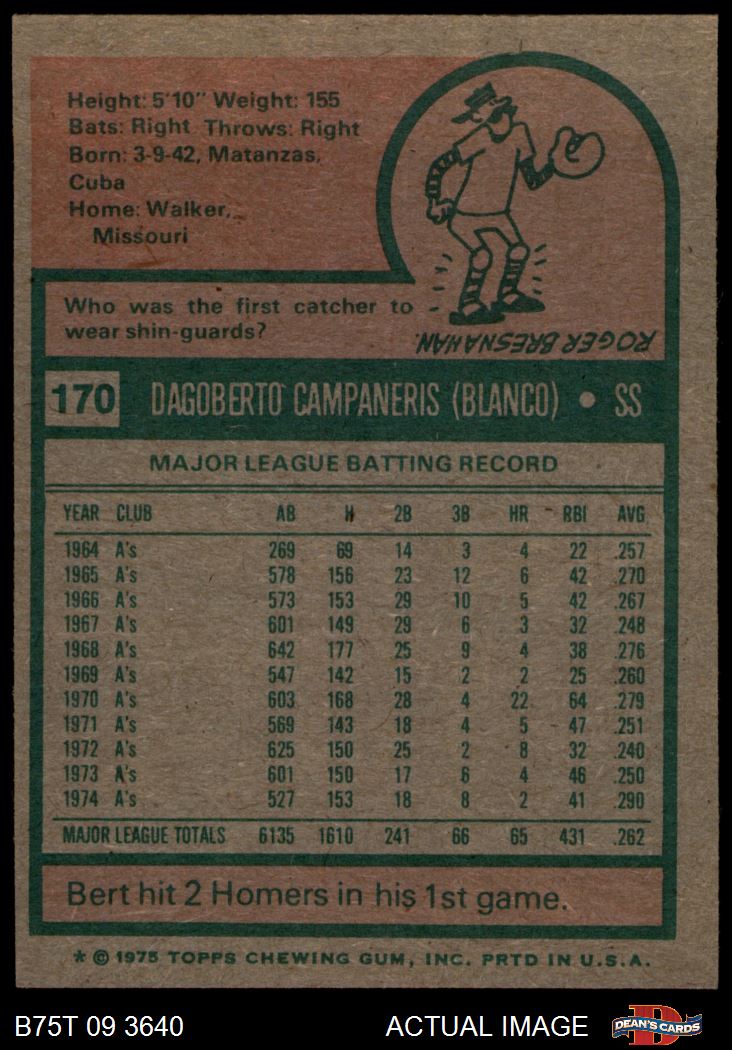 Height: 5'10" Weight: 155
Bats: Right Throws: Right
Born: 3-9-42, Matanzas,
Cuba
Home: Walker,
Missouri
Who was the first catcher to
wear shin-guards?
ROGER BRESNAHAN.
170 DAGOBERTO CAMPANERIS (BLANCO) • SS
MAJOR LEAGUE BATTING RECORD
YEAR CLUB AB H 2B 3B HR RBI AVG
1964 A's 269 69 14 3 4 22 .257
1965 A's 578 156 23 12 6 42 .270
1966 A's 573 153 29 10 5 42 .267
1967 A's 601 149 29 6 3 32 .248
1968 A's 642 177 25 9 4 38 .276
1969 A's 547 142 15 2 2 25 .260
1970 A's 603 168 28 4 22 64 .279
1971 A's 569 143 18 4 5 47 .251
1972 A's 625 150 25 2 8 32 .240
1973 A's 601 150 17 6 4 46 .250
1974 A's 527 153 18 8 2 41 .290
MAJOR LEAGUE TOTALS 6135 1610 241 66 65 431 .262
Bert hit 2 Homers in his 1st game.
* © 1975 TOPPS CHEWING GUM, INC. PRTD IN U.S.A.
B75T 09 3640 ACTUAL IMAGE D DEAN'S CARDS